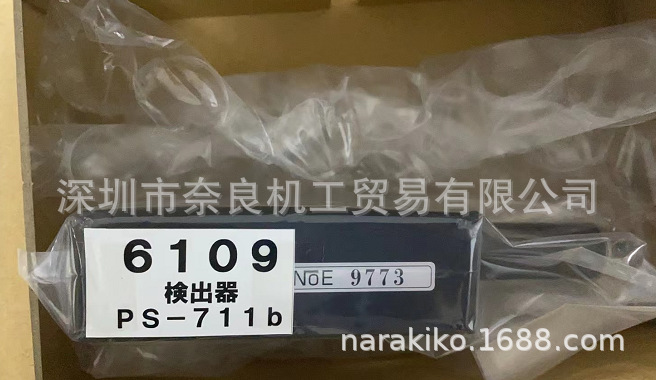 深圳市奈良机工贸易有限公司
6109
検出器
PS-711b
NoE 9773
narakiko.1688.com